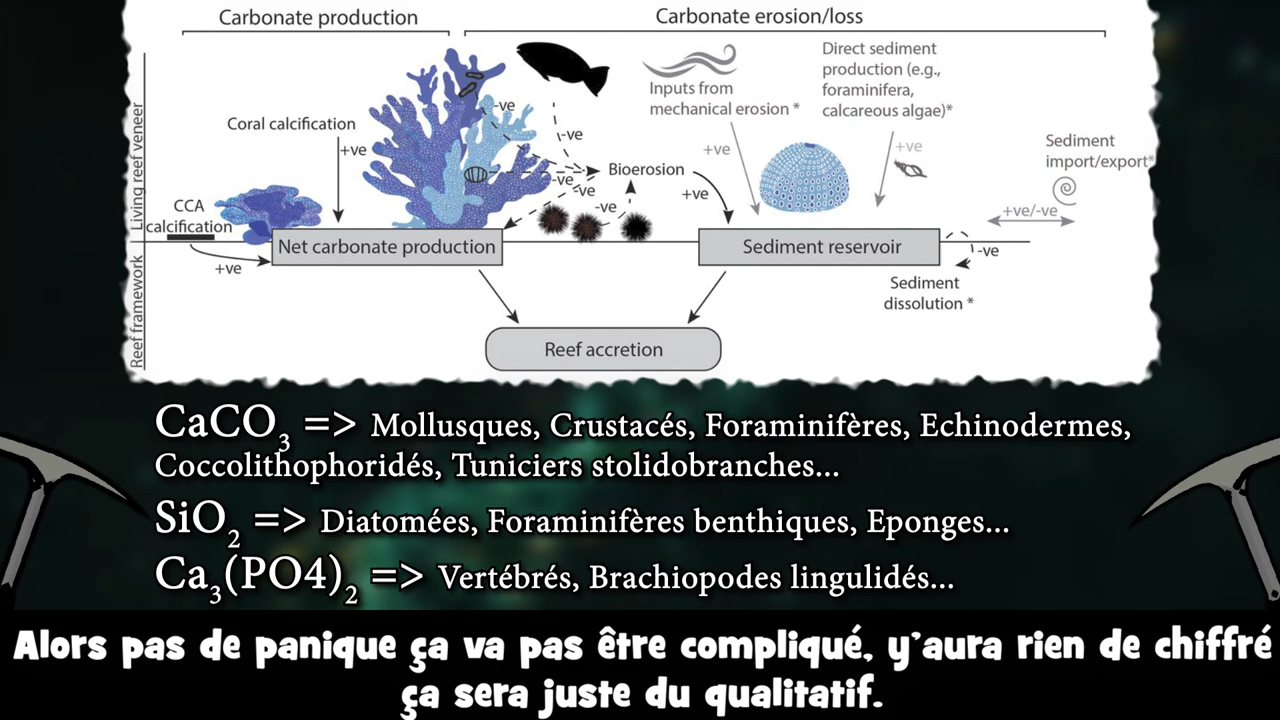 Carbonate production
Carbonate erosion/loss
Living reef veneer
Reef framework
Coral calcification
+ve
CCA
calcification
+ve
Net carbonate production
-ve
-ve
-ve
-ve
-ve
Bioerosion
+ve
Inputs from
mechanical erosion *
+ve
Direct sediment
production (e.g.,
foraminifera,
calcareous algae)*
+ve
Sediment
import/export*
+ve/-ve
Sediment reservoir
-ve
Sediment
dissolution *
Reef accretion
CaCO₃ => Mollusques, Crustacés, Foraminifères, Echinodermes,
Coccolithophoridés, Tuniciers stolidobranches...
SiO₂ => Diatomées, Foraminifères benthiques, Eponges...
Ca₃(PO4)₂ => Vertébrés, Brachiopodes lingulidés...
Alors pas de panique ça va pas être compliqué, y'aura rien de chiffré
ça sera juste du qualitatif.